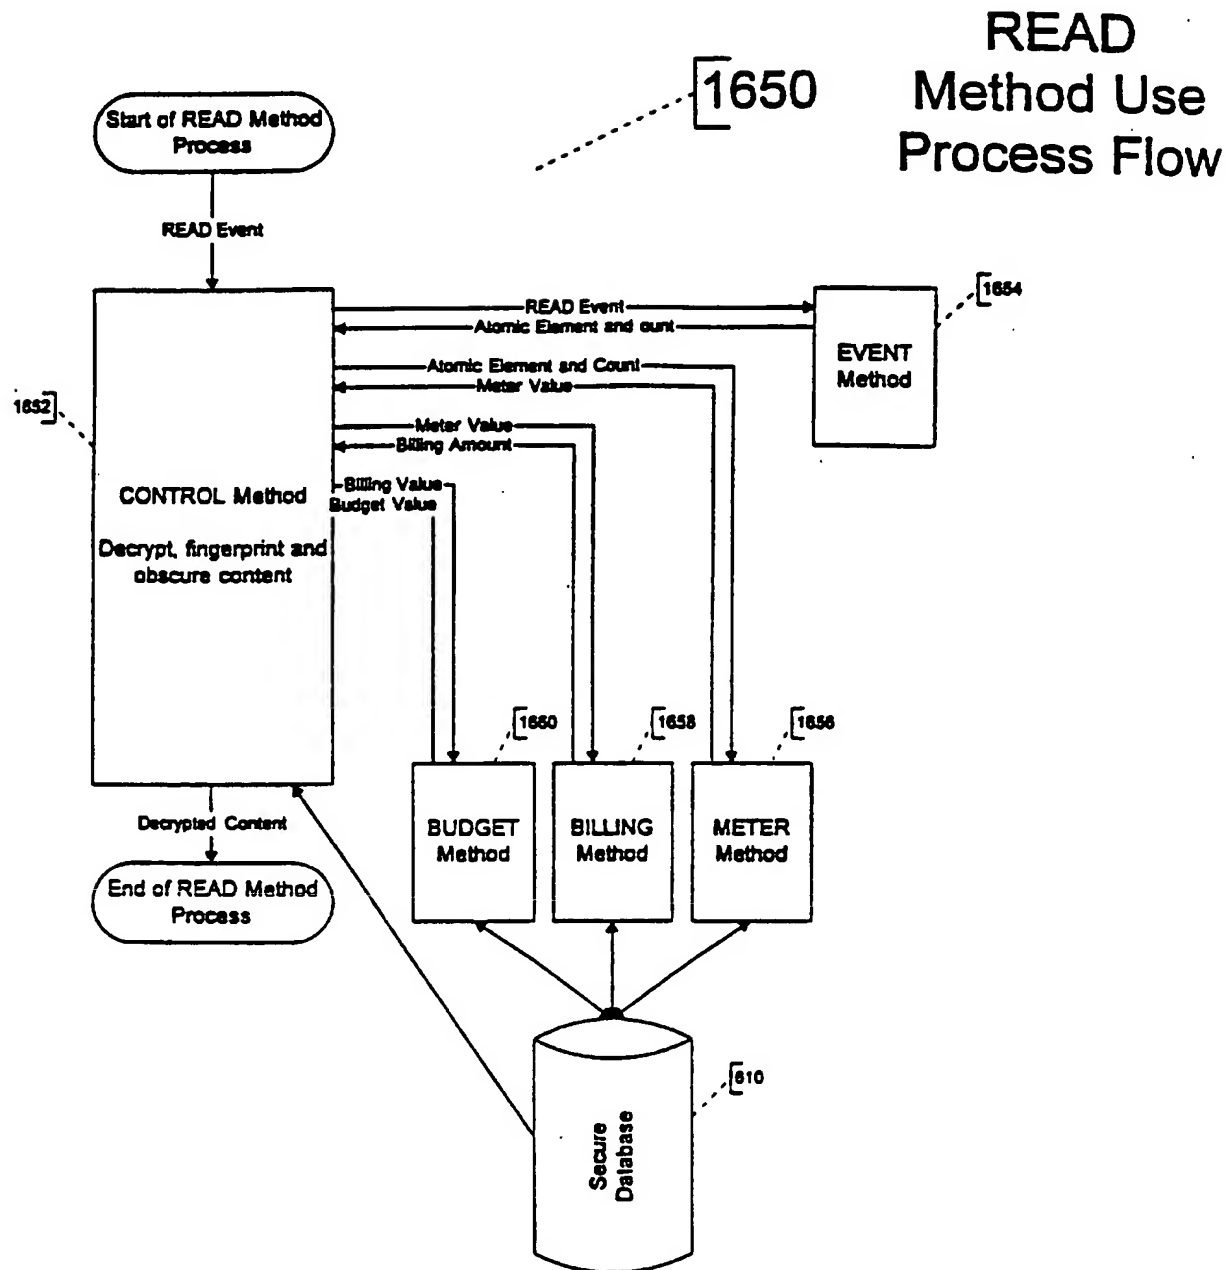 READ
Method Use
Process Flow
1650
Start of READ Method
Process
READ Event
READ Event
Atomic Element and ount
1654
EVENT
Method
Atomic Element and Count
Meter Value
1652
Meter Value
Billing Amount
CONTROL Method
Billing Value
Budget Value
Decrypt, fingerprint and
obscure content
1660
1658
1656
BUDGET
Method
BILLING
Method
METER
Method
Decrypted Content
End of READ Method
Process
610
Secure
Database